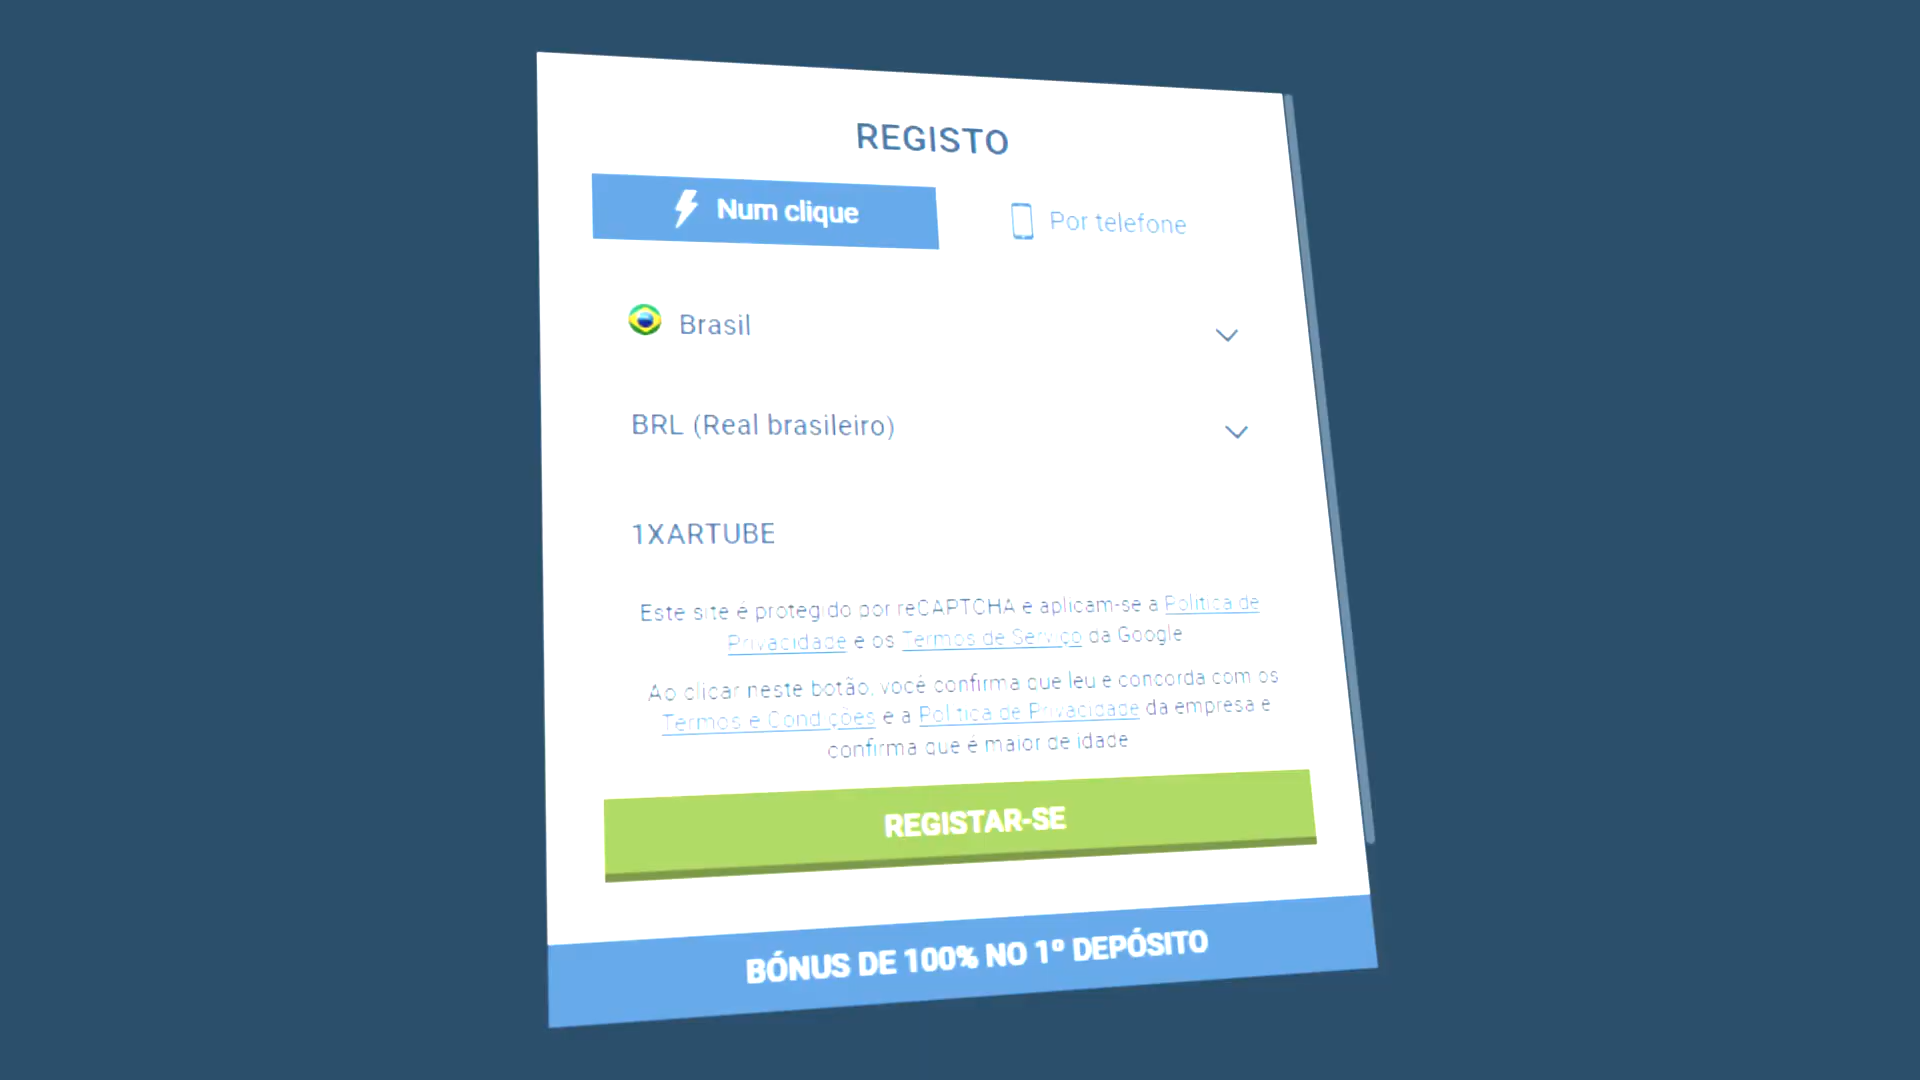 REGISTO
Num clique
Por telefone
Brasil
BRL (Real brasileiro)
1XARTUBE
Este site é protegido por reCAPTCHA e aplicam-se a Política de
Privacidade e os Termos de Serviço da Google
Ao clicar neste botão, você confirma que leu e concorda com os
Termos e Condições e a Política de Privacidade da empresa e
confirma que é maior de idade
REGISTAR-SE
BÓNUS DE 100% NO 1º DEPÓSITO